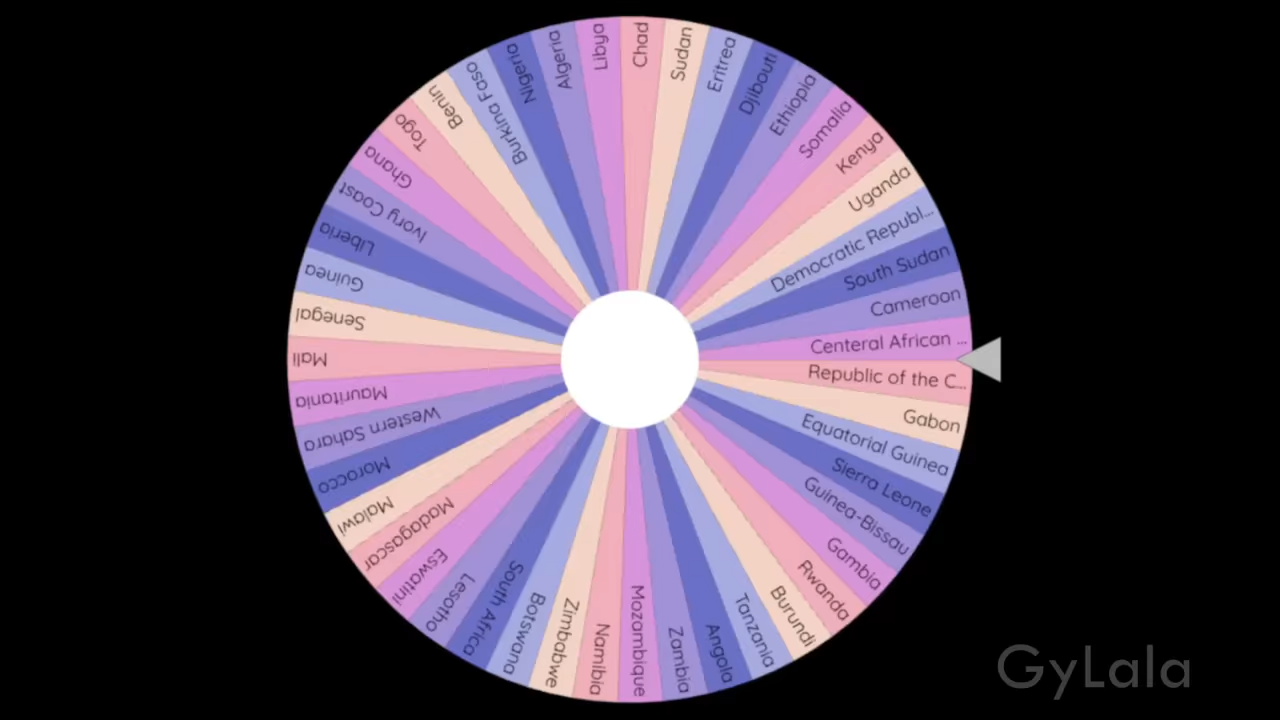 Chad
Sudan
Eritrea
Djibouti
Ethiopia
Somalia
Kenya
Uganda
Democratic Republ...
South Sudan
Cameroon
Centeral African ...
Republic of the C...
Gabon
Equatorial Guinea
Sierra Leone
Guinea-Bissau
Gambia
Rwanda
Burundi
Tanzania
Angola
Zambia
Mozambique
Namibia
Zimbabwe
Botswana
South Africa
Lesotho
Eswatini
Madagascar
Malawi
Morocco
Western Sahara
Mauritania
Mali
Senegal
Guinea
Liberia
Ivory Coast
Ghana
Togo
Benin
Burkina Faso
Nigeria
Algeria
Libya
GyLala